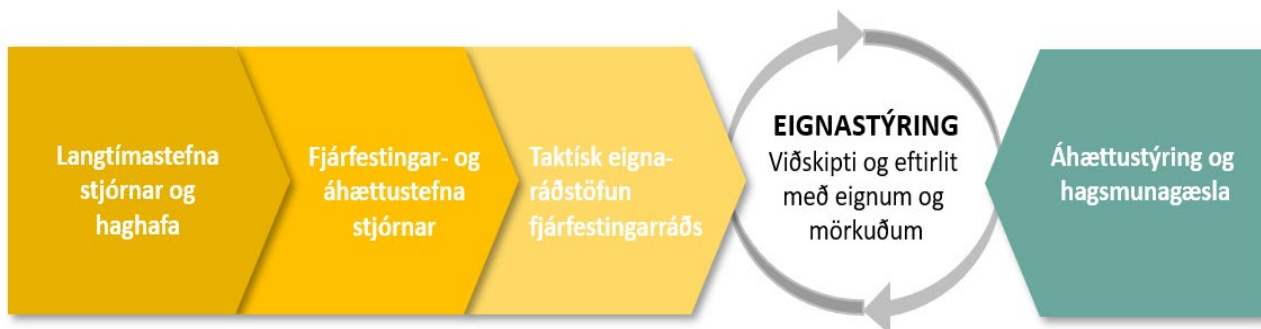 Langtímastefna
stjórnar og
haghafa
Fjárfestingar- og
áhættustefna
stjórnar
Taktísk eigna-
ráðstöfun
fjárfestingarráðs
EIGNASTÝRING
Viðskipti og eftirlit
með eignum og
mörkuðum
Áhættustýring og
hagsmunagæsla